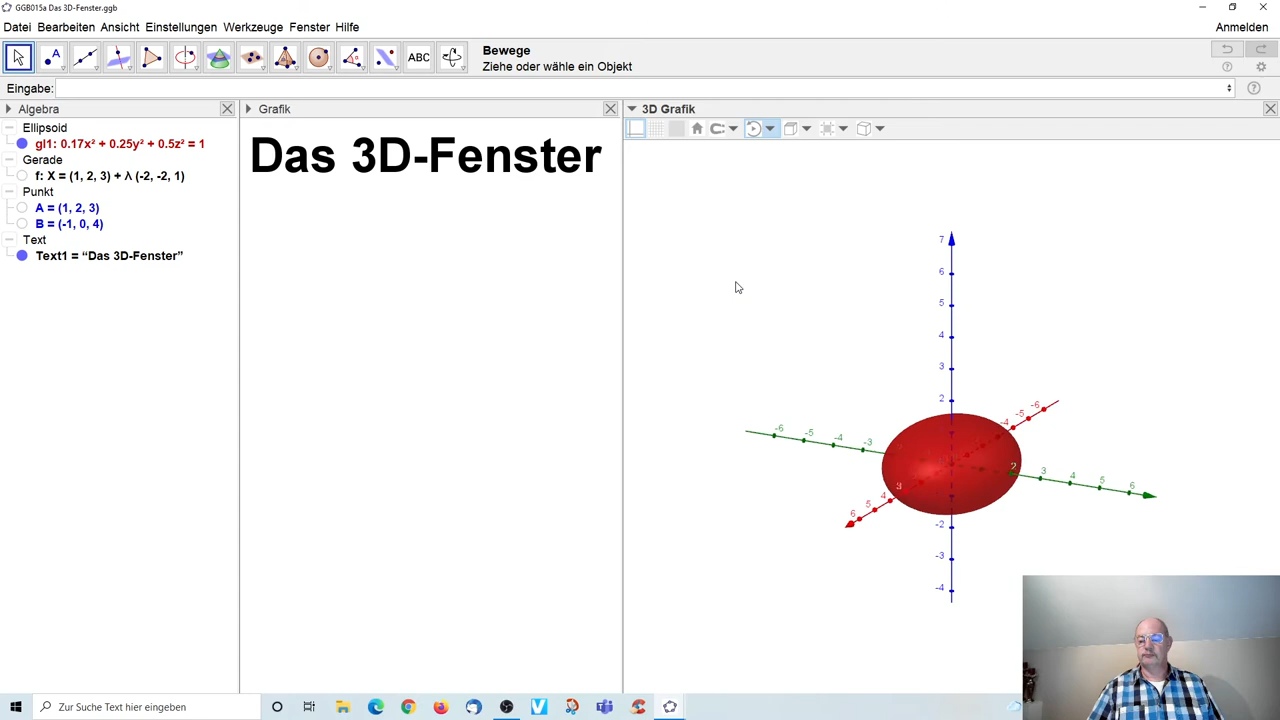 GGB015a Das 3D-Fenster.ggb
Datei Bearbeiten Ansicht Einstellungen Werkzeuge Fenster Hilfe
Anmelden
A
ABC
Bewege
Ziehe oder wähle ein Objekt
Eingabe:
Algebra
Grafik
3D Grafik
Ellipsoid
gl1: 0.17x² + 0.25y² + 0.5z² = 1
Gerade
f: X = (1, 2, 3) + λ (-2, -2, 1)
Punkt
A = (1, 2, 3)
B = (-1, 0, 4)
Text
Text1 = “Das 3D-Fenster”
Das 3D-Fenster
7
6
5
4
3
2
-6 -5 -4 -3
-6
-5
-4
2 3 4 5 6
3
4
5
6
-2
-3
-4
Zur Suche Text hier eingeben